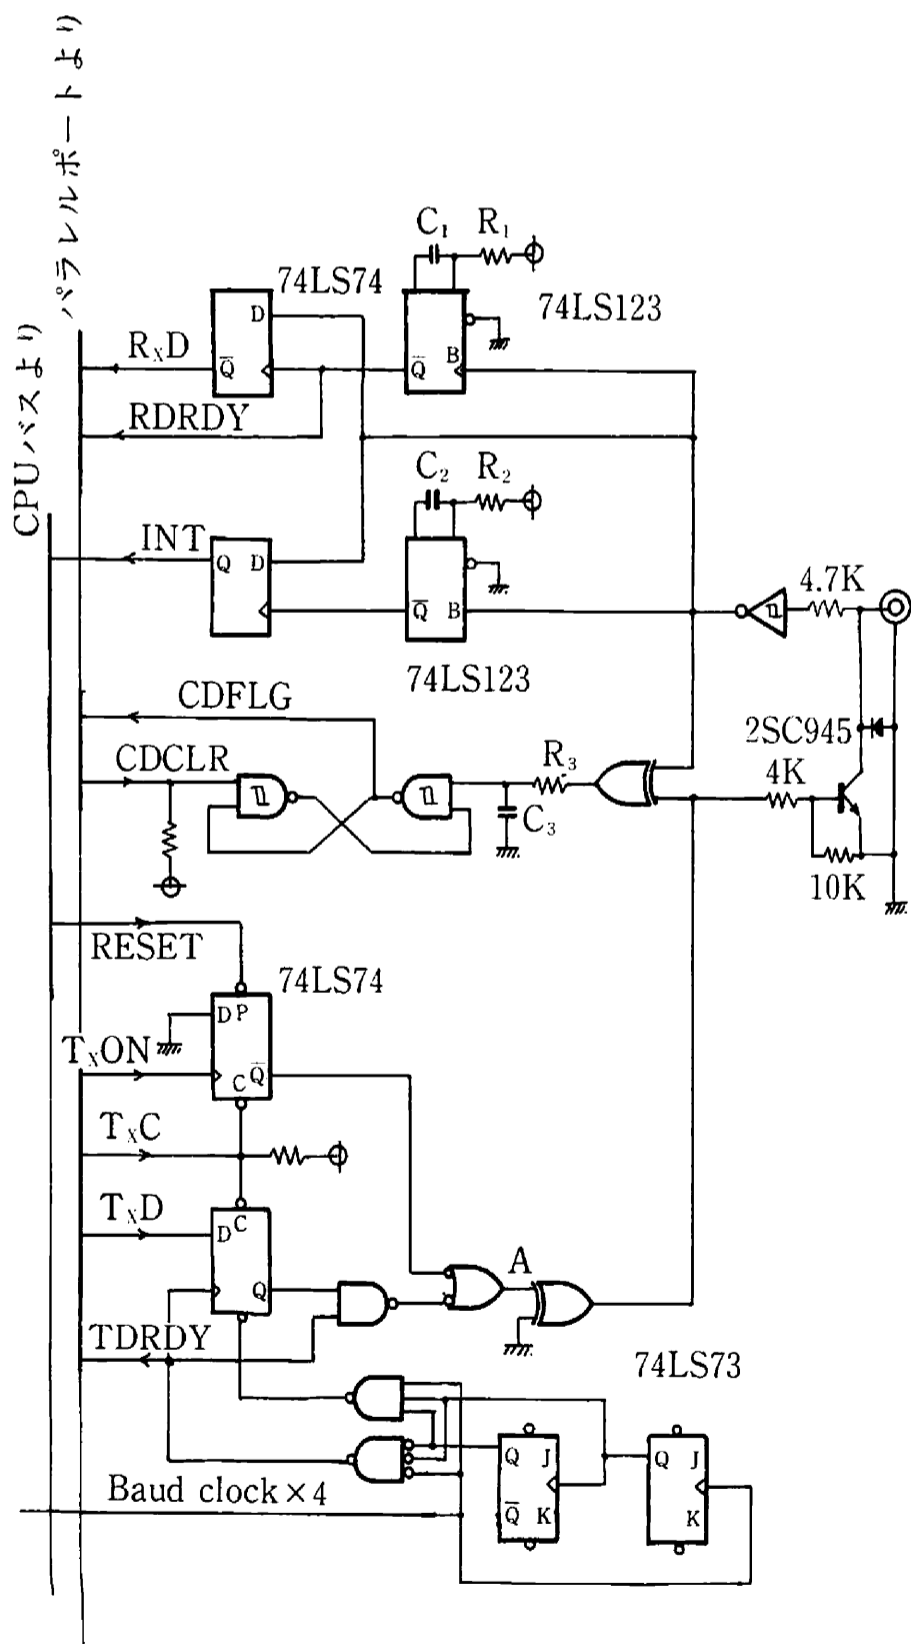 パラレルポートより
CPUバスより
C₁
R₁
74LS74
74LS123
D
RxD
Q̅
Q̅
B
RDRDY
C₂
R₂
INT
Q
D
Q̅
B
4.7K
74LS123
CDFLG
2SC945
CDCLR
R₃
4K
C₃
10K
RESET
74LS74
D
P
TxON
C
Q̅
TxC
TxD
D
C
A
Q
TDRDY
74LS73
Q
J
Q
J
Baud clock×4
Q̅
K
K